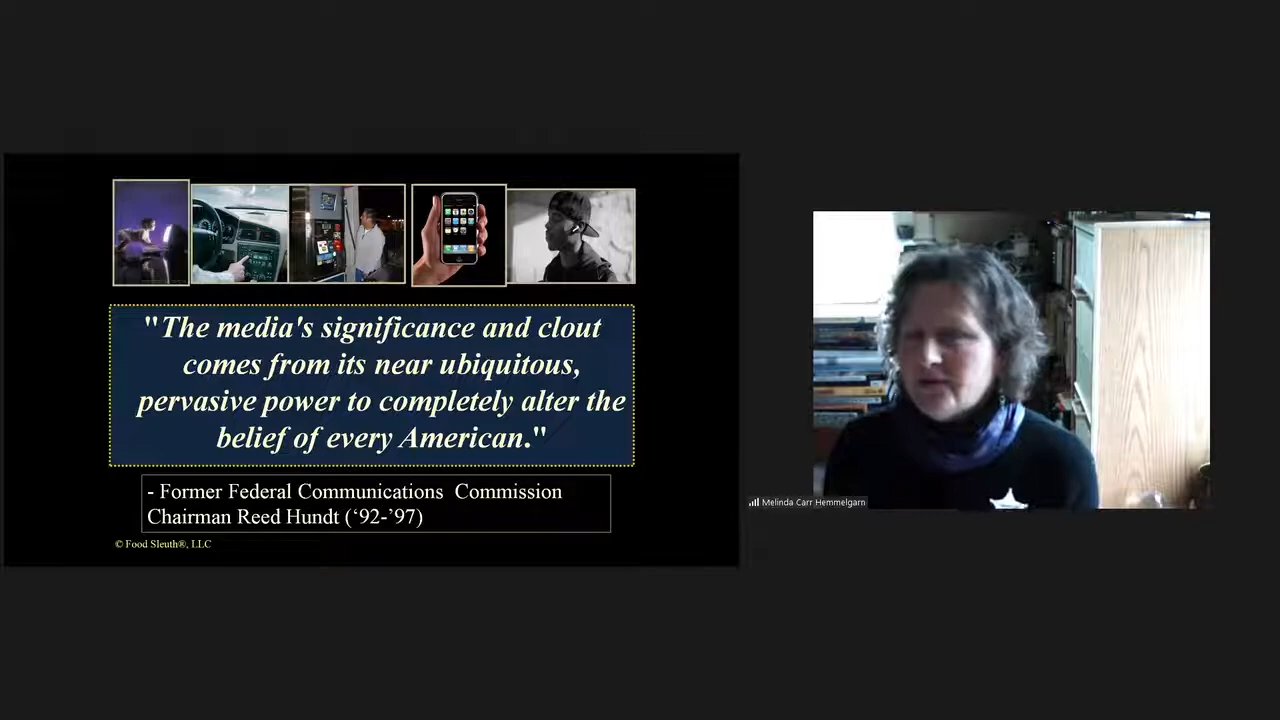 "The media's significance and clout
comes from its near ubiquitous,
pervasive power to completely alter the
belief of every American."
- Former Federal Communications Commission
Chairman Reed Hundt (‘92-’97)
© Food Sleuth®, LLC
Melinda Carr Hemmelgarn